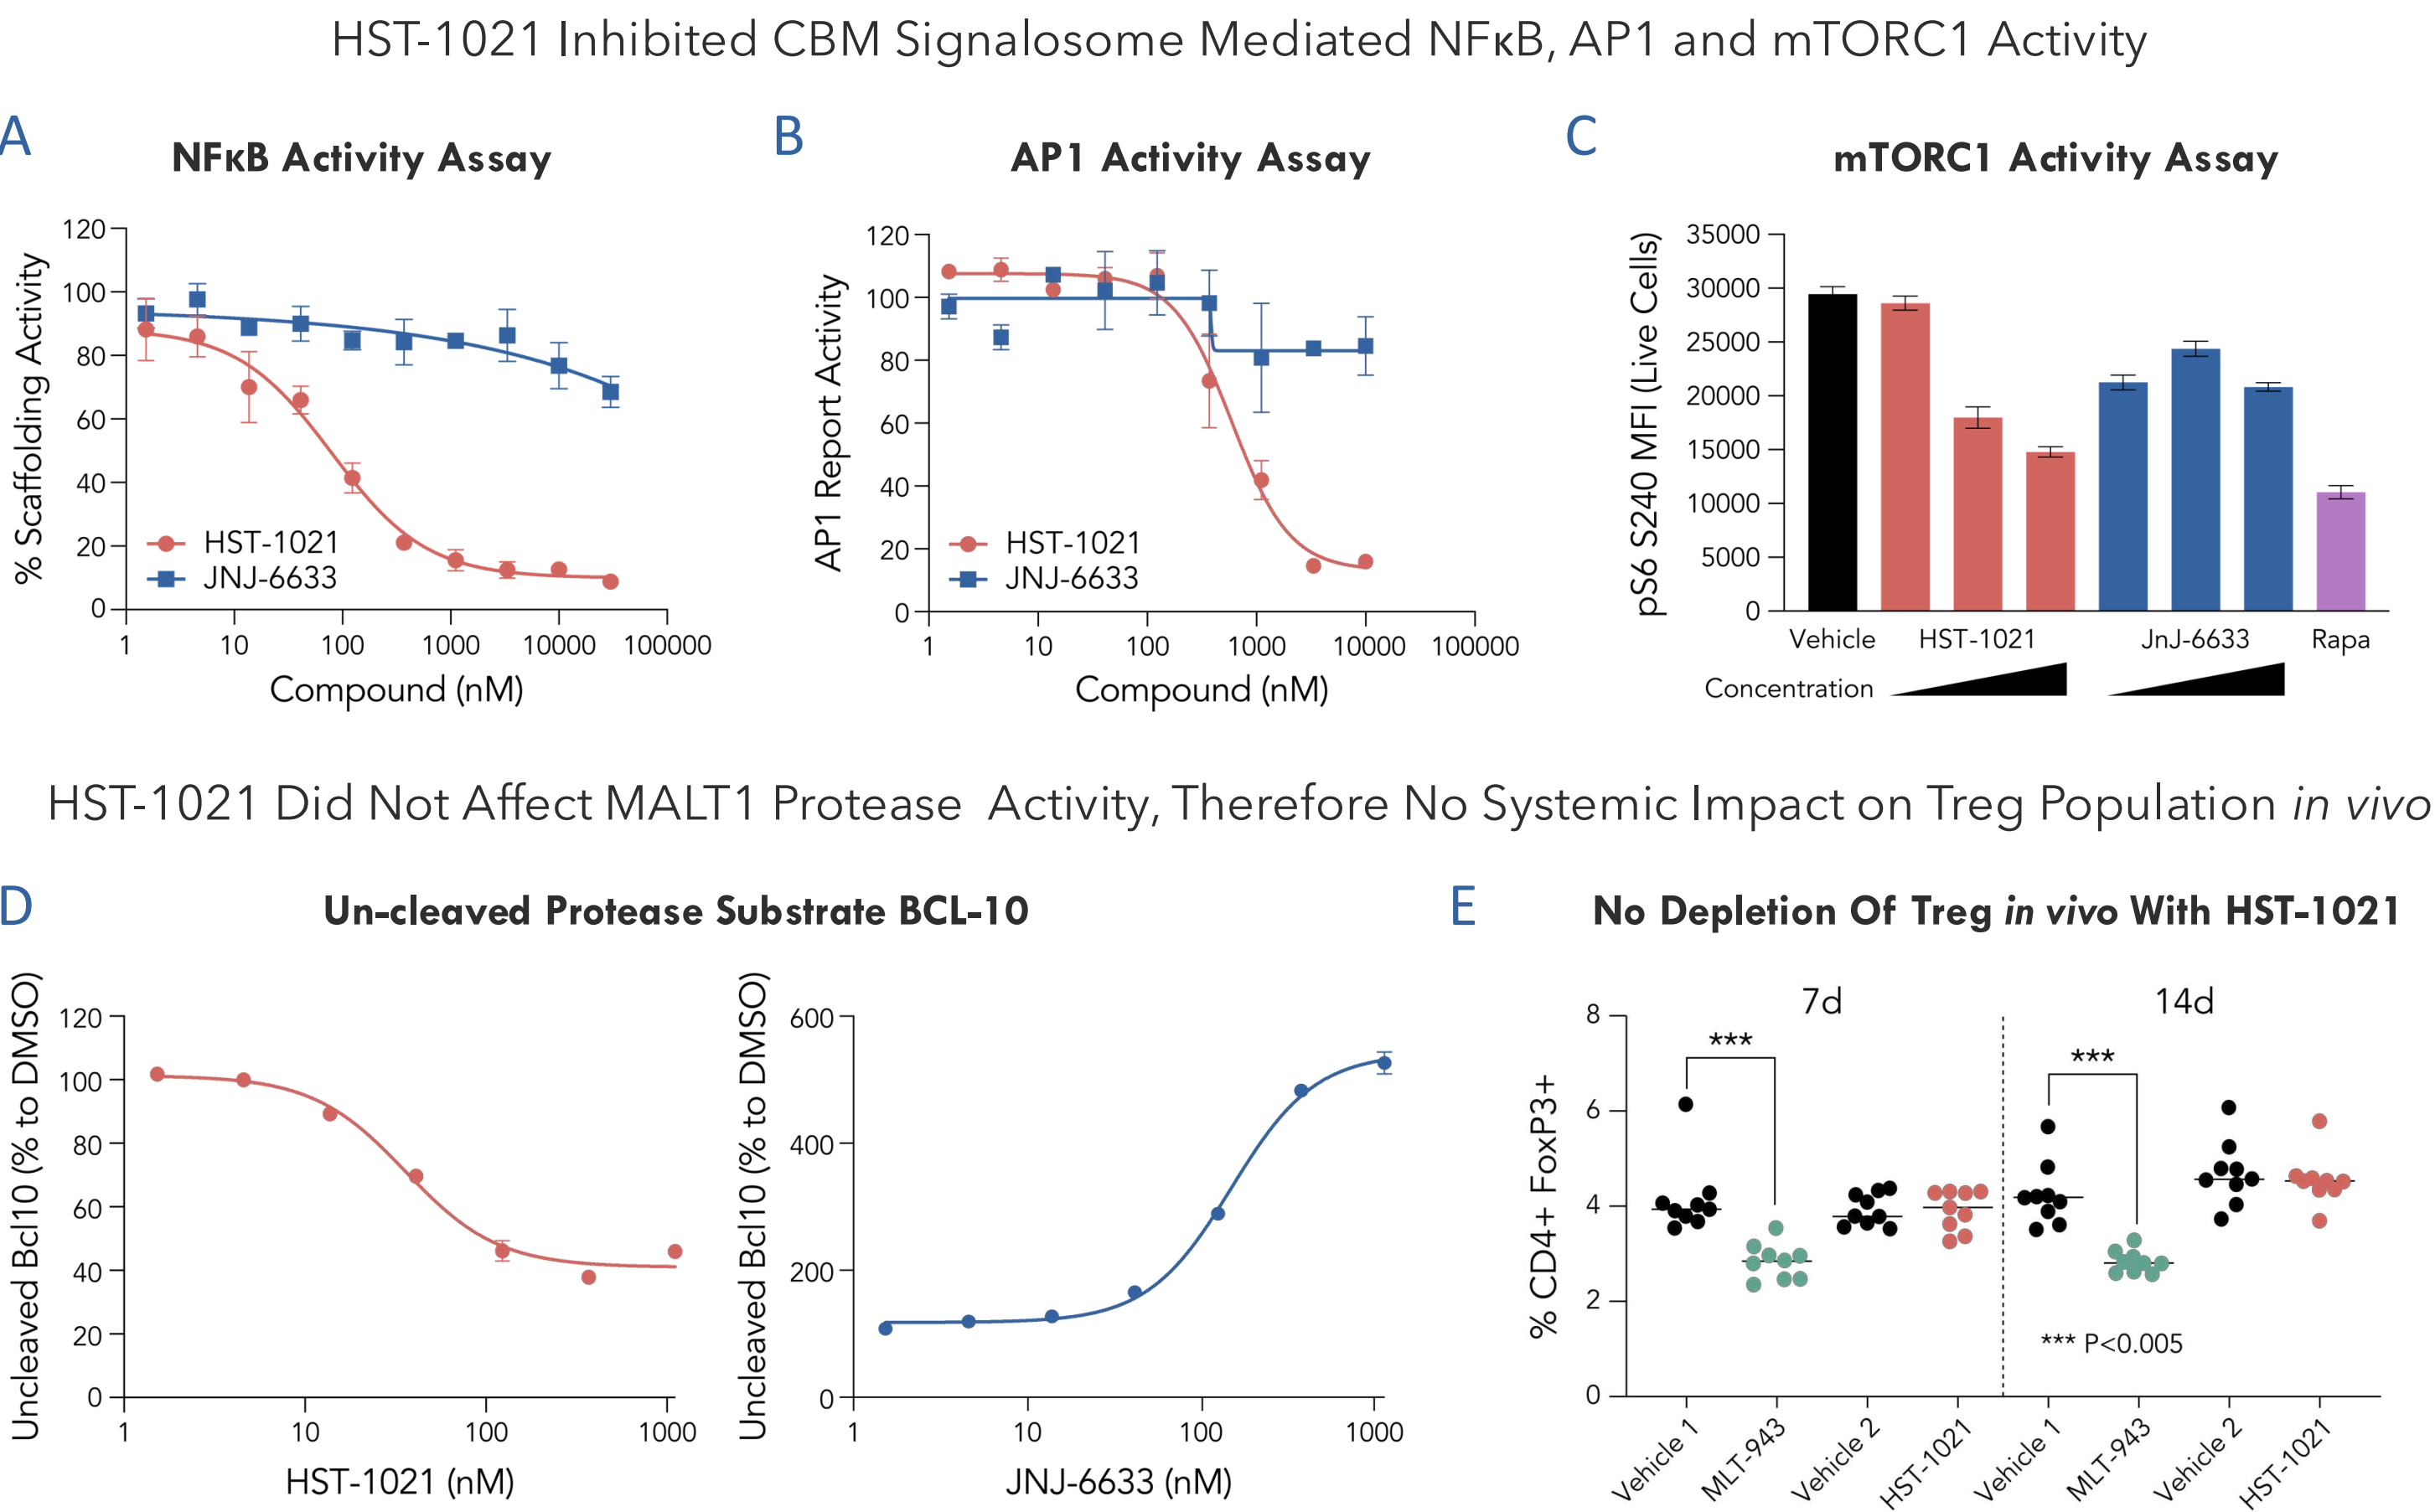 HST-1021 Inhibited CBM Signalosome Mediated NFκB, AP1 and mTORC1 Activity
A
NFκB Activity Assay
% Scaffolding Activity
120
100
80
60
40
20
0
HST-1021
JNJ-6633
1
10
100
1000
10000
100000
Compound (nM)
B
AP1 Activity Assay
AP1 Report Activity
120
100
80
60
40
20
0
HST-1021
JNJ-6633
1
10
100
1000
10000
100000
Compound (nM)
C
mTORC1 Activity Assay
pS6 S240 MFI (Live Cells)
35000
30000
25000
20000
15000
10000
5000
0
Vehicle
HST-1021
JnJ-6633
Rapa
Concentration
HST-1021 Did Not Affect MALT1 Protease Activity, Therefore No Systemic Impact on Treg Population in vivo
D
Un-cleaved Protease Substrate BCL-10
Uncleaved Bcl10 (% to DMSO)
120
100
80
60
40
20
0
1
10
100
1000
HST-1021 (nM)
Uncleaved Bcl10 (% to DMSO)
600
400
200
0
1
10
100
1000
JNJ-6633 (nM)
E
No Depletion Of Treg in vivo With HST-1021
7d
14d
% CD4+ FoxP3+
8
6
4
2
0
***
***
*** P<0.005
Vehicle 1
MLT-943
Vehicle 2
HST-1021
Vehicle 1
MLT-943
Vehicle 2
HST-1021